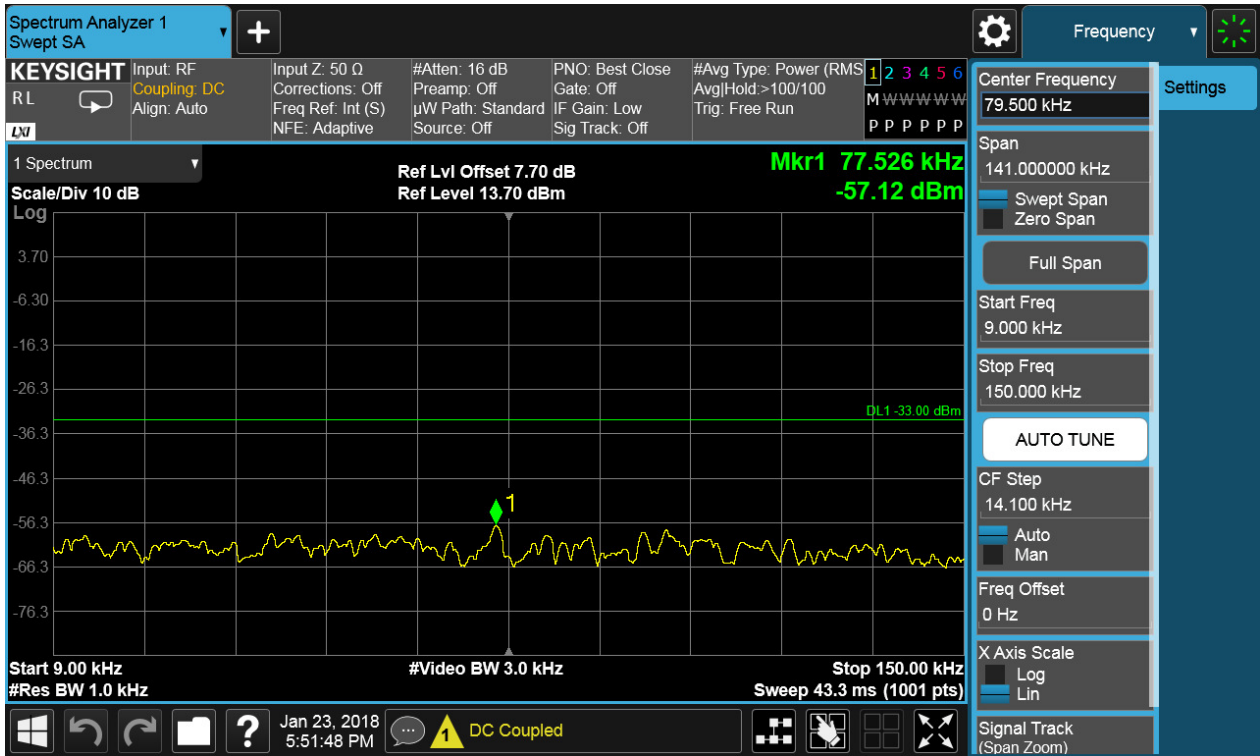 Spectrum Analyzer 1
Swept SA
Frequency
KEYSIGHT
RL
LXI
Input: RF
Coupling: DC
Align: Auto
Input Z: 50 Ω
Corrections: Off
Freq Ref: Int (S)
NFE: Adaptive
#Atten: 16 dB
Preamp: Off
µW Path: Standard
Source: Off
PNO: Best Close
Gate: Off
IF Gain: Low
Sig Track: Off
#Avg Type: Power (RMS
Avg|Hold:>100/100
Trig: Free Run
1 2 3 4 5 6
M W W W W W
P P P P P P
Center Frequency
79.500 kHz
Settings
Span
141.000000 kHz
Swept Span
Zero Span
Full Span
Start Freq
9.000 kHz
Stop Freq
150.000 kHz
AUTO TUNE
CF Step
14.100 kHz
Auto
Man
Freq Offset
0 Hz
X Axis Scale
Log
Lin
Signal Track
(Span Zoom)
1 Spectrum
Scale/Div 10 dB
Log
Ref Lvl Offset 7.70 dB
Ref Level 13.70 dBm
Mkr1 77.526 kHz
-57.12 dBm
3.70
-6.30
-16.3
-26.3
DL1 -33.00 dBm
-36.3
-46.3
1
-56.3
-66.3
-76.3
Start 9.00 kHz
#Video BW 3.0 kHz
Stop 150.00 kHz
#Res BW 1.0 kHz
Sweep 43.3 ms (1001 pts)
?
Jan 23, 2018
5:51:48 PM
1
DC Coupled